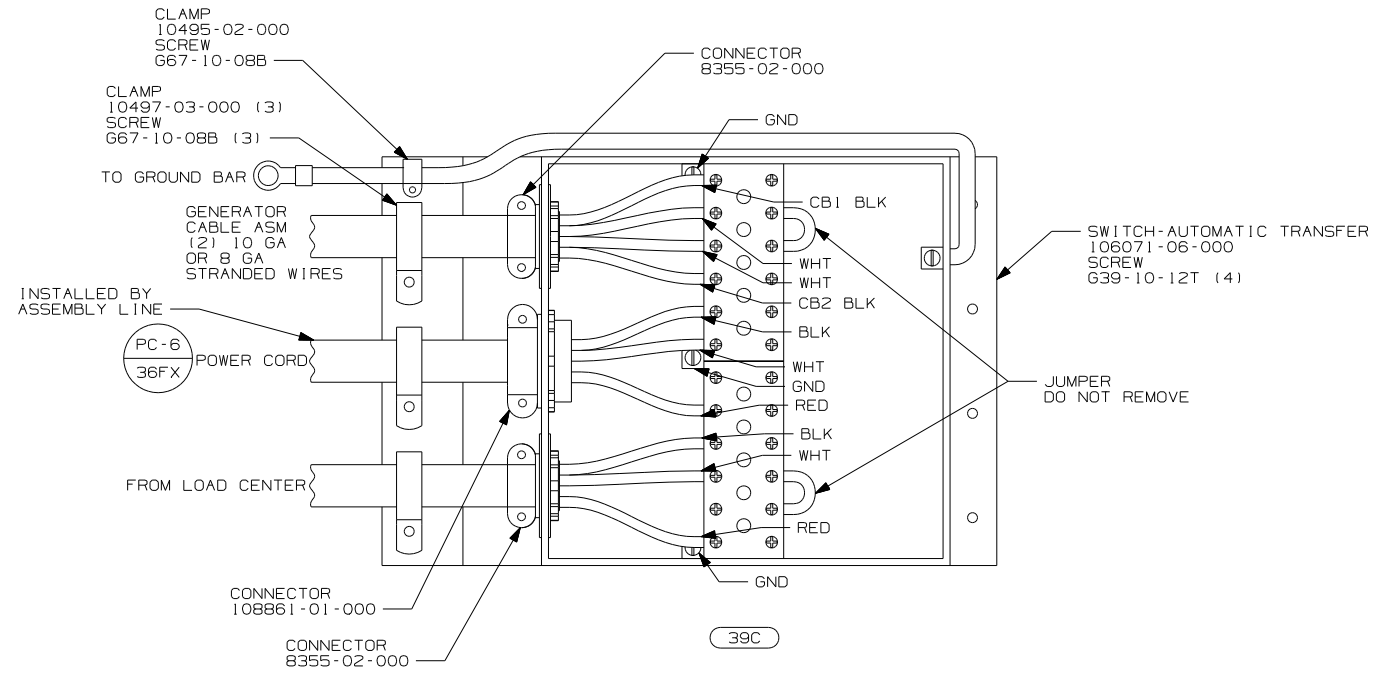 CLAMP
10495-02-000
SCREW
G67-10-08B
CONNECTOR
8355-02-000
CLAMP
10497-03-000 (3)
SCREW
G67-10-08B (3)
GND
TO GROUND BAR
CB1 BLK
GENERATOR
CABLE ASM
(2) 10 GA
OR 8 GA
STRANDED WIRES
SWITCH-AUTOMATIC TRANSFER
106071-06-000
SCREW
G39-10-12T (4)
WHT
WHT
CB2 BLK
INSTALLED BY
ASSEMBLY LINE
BLK
PC-6
36FX
POWER CORD
WHT
GND
RED
JUMPER
DO NOT REMOVE
BLK
WHT
FROM LOAD CENTER
RED
GND
CONNECTOR
108861-01-000
39C
CONNECTOR
8355-02-000